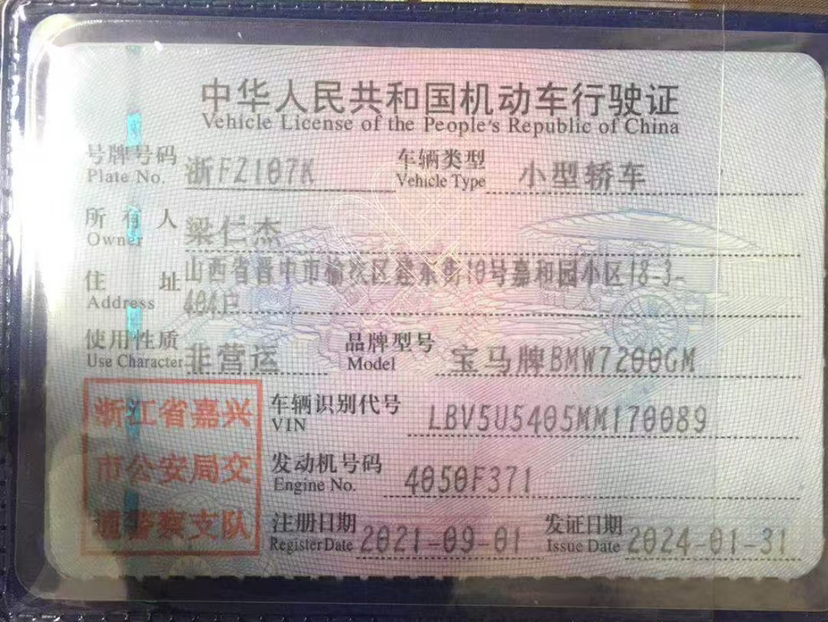 中华人民共和国机动车行驶证
Vehicle License of the People's Republic of China
号牌号码 浙FZ107K 车辆类型 小型轿车
Plate No. Vehicle Type
所有人 梁仁杰
Owner
住址 山西省晋中市榆次区建东街10号嘉和园小区18-3-
Address 404户
使用性质 非营运 品牌型号 宝马牌BMW7200GM
Use Character Model
浙江省嘉兴
市公安局交
通警察支队
车辆识别代号 LBV5U5405MM170089
VIN
发动机号码 4050F371
Engine No.
注册日期 2021-09-01 发证日期 2024-01-31
Register Date Issue Date